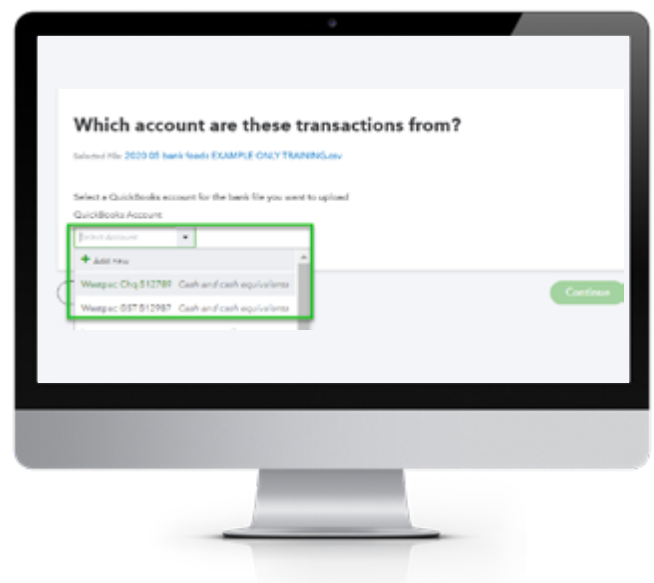 Which account are these transactions from?
Selected File: 2020 05 bank feeds EXAMPLE ONLY TRAINING.csv
Select a QuickBooks account for the bank file you want to upload
QuickBooks Account
Select Account
Add new
Westpac Chq 512789 Cash and cash equivalents
Westpac GST 512987 Cash and cash equivalents
Continue